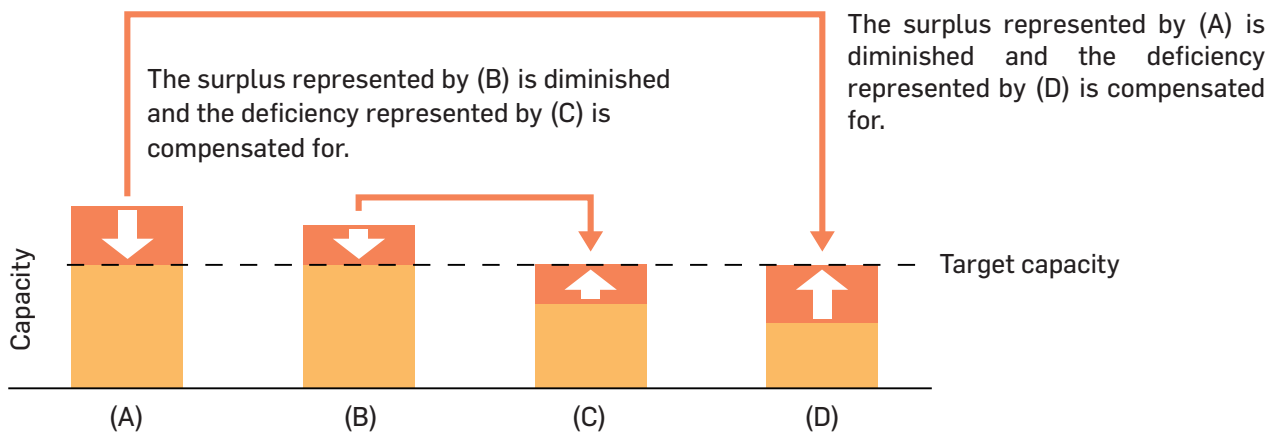 The surplus represented by (A) is
diminished and the deficiency
represented by (D) is compensated
for.
The surplus represented by (B) is diminished
and the deficiency represented by (C) is
compensated for.
Capacity
Target capacity
(A)
(B)
(C)
(D)